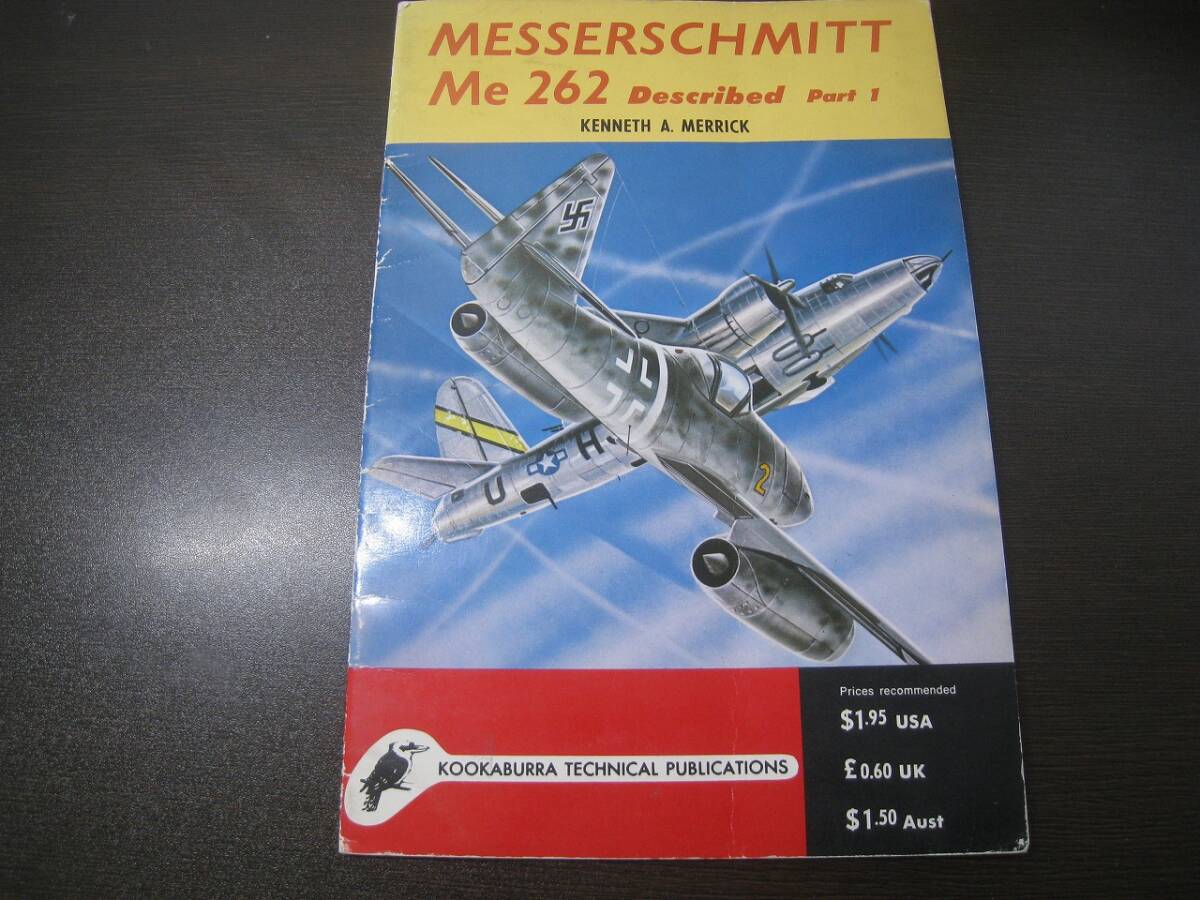 MESSERSCHMITT
Me 262 Described Part 1
KENNETH A. MERRICK
2
U
H
KOOKABURRA TECHNICAL PUBLICATIONS
Prices recommended
$1.95 USA
£0.60 UK
$1.50 Aust